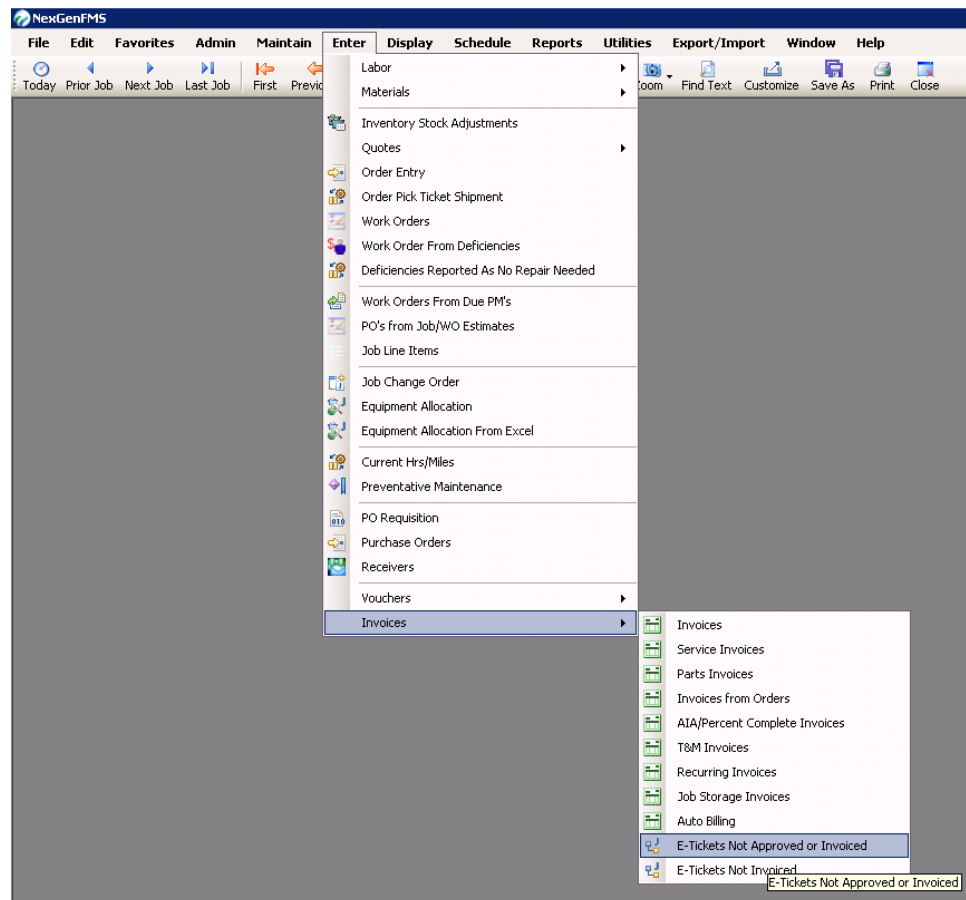 NexGenFMS
File Edit Favorites Admin Maintain Enter Display Schedule Reports Utilities Export/Import Window Help
Today Prior Job Next Job Last Job First Previo oom Find Text Customize Save As Print Close
Labor
Materials
Inventory Stock Adjustments
Quotes
Order Entry
Order Pick Ticket Shipment
Work Orders
Work Order From Deficiencies
Deficiencies Reported As No Repair Needed
Work Orders From Due PM's
PO's from Job/WO Estimates
Job Line Items
Job Change Order
Equipment Allocation
Equipment Allocation From Excel
Current Hrs/Miles
Preventative Maintenance
PO Requisition
Purchase Orders
Receivers
Vouchers
Invoices
Invoices
Service Invoices
Parts Invoices
Invoices from Orders
AIA/Percent Complete Invoices
T&M Invoices
Recurring Invoices
Job Storage Invoices
Auto Billing
E-Tickets Not Approved or Invoiced
E-Tickets Not Invoiced
E-Tickets Not Approved or Invoiced